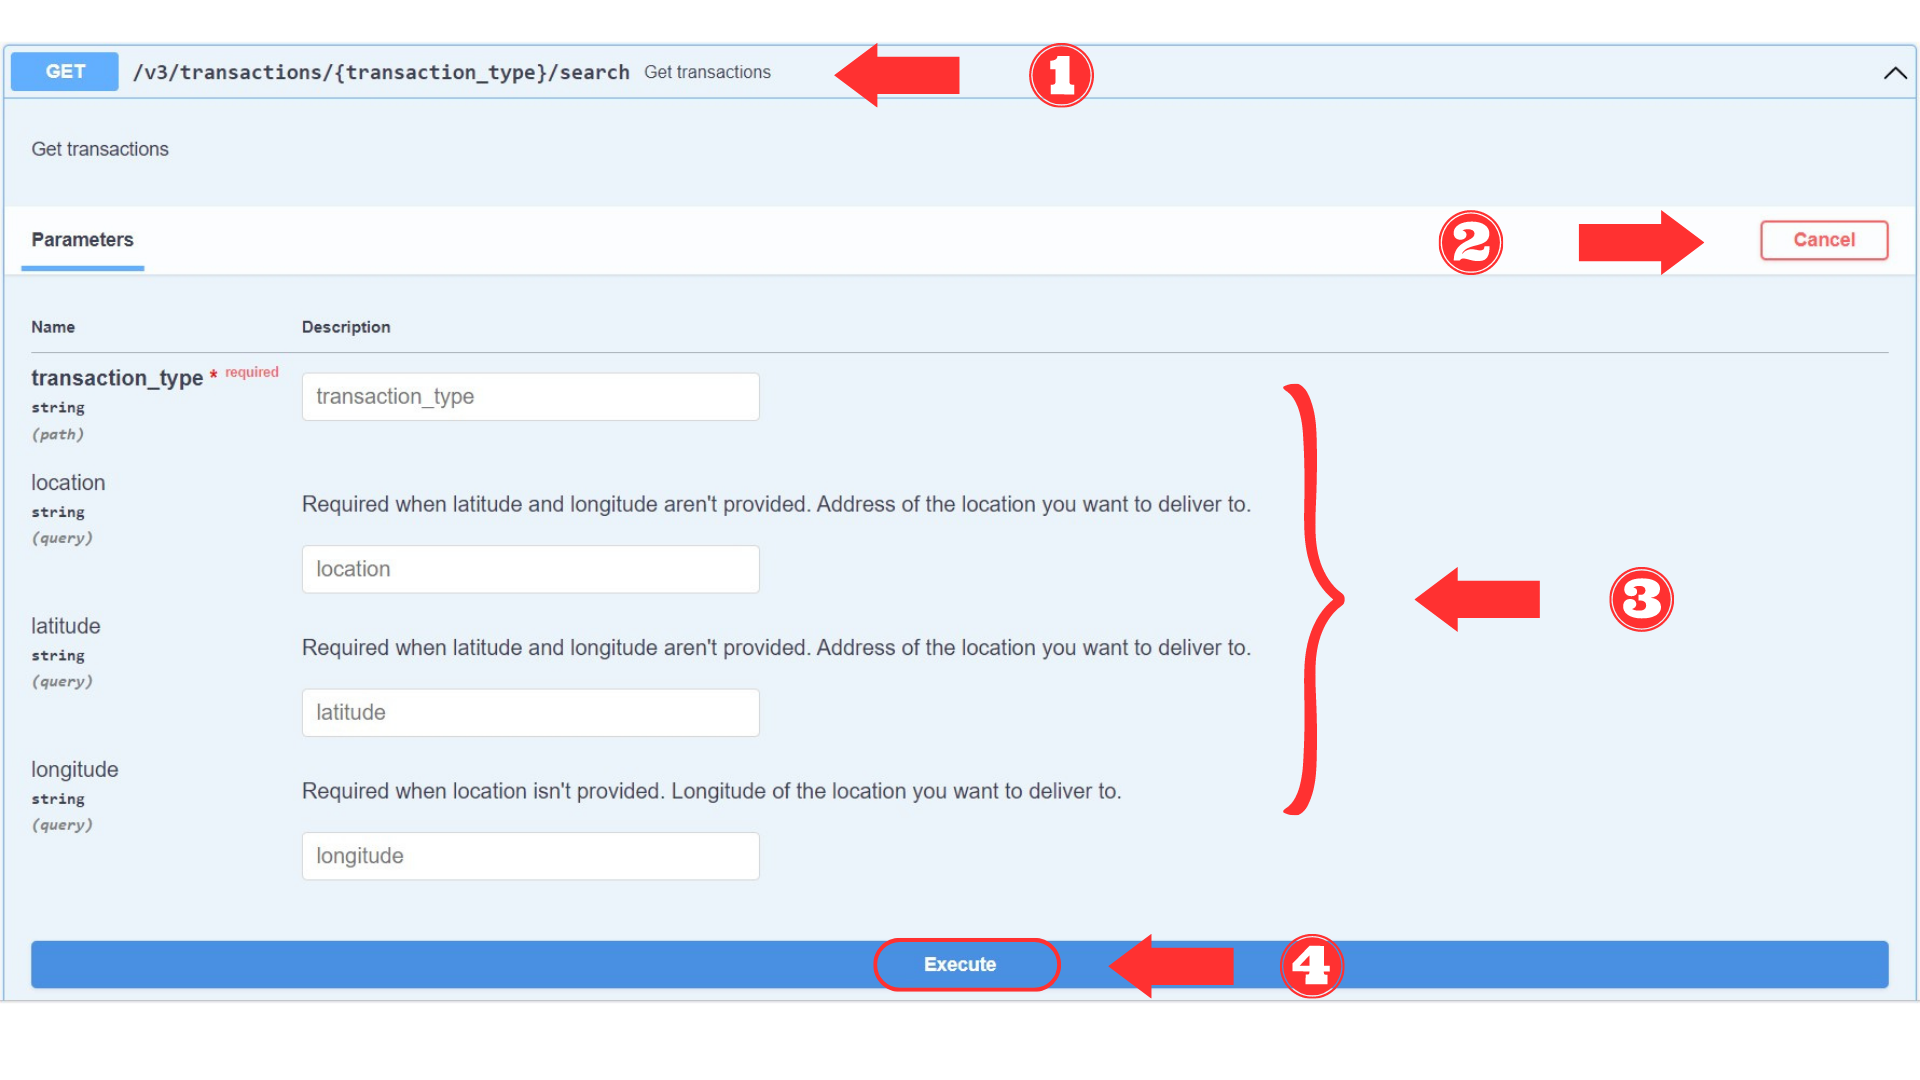 GET /v3/transactions/{transaction_type}/search Get transactions 1
Get transactions
Parameters 2 Cancel
Name Description
transaction_type * required
string
(path)
transaction_type
location
string
(query)
Required when latitude and longitude aren't provided. Address of the location you want to deliver to.
location
3
latitude
string
(query)
Required when latitude and longitude aren't provided. Address of the location you want to deliver to.
latitude
longitude
string
(query)
Required when location isn't provided. Longitude of the location you want to deliver to.
longitude
Execute 4